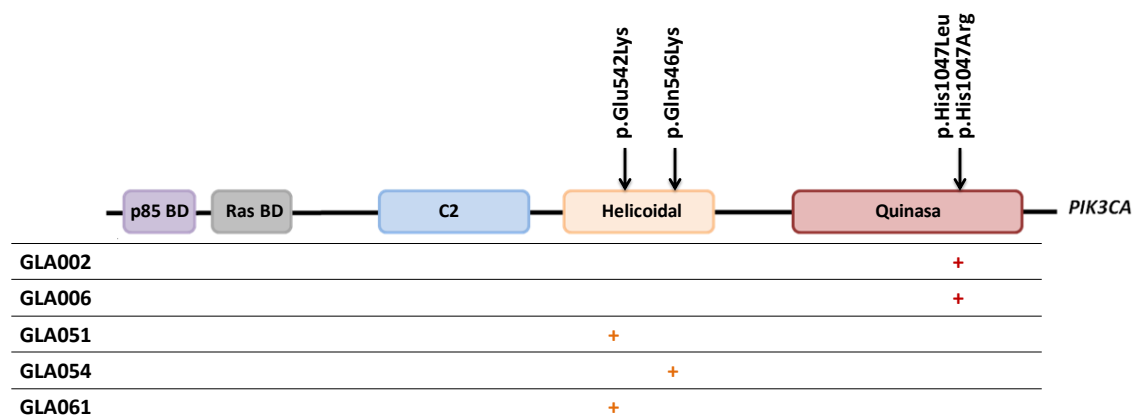 p.Glu542Lys
p.Gln546Lys
p.His1047Leu
p.His1047Arg
p85 BD
Ras BD
C2
Helicoidal
Quinasa
PIK3CA
GLA002
+
GLA006
+
GLA051
+
GLA054
+
GLA061
+